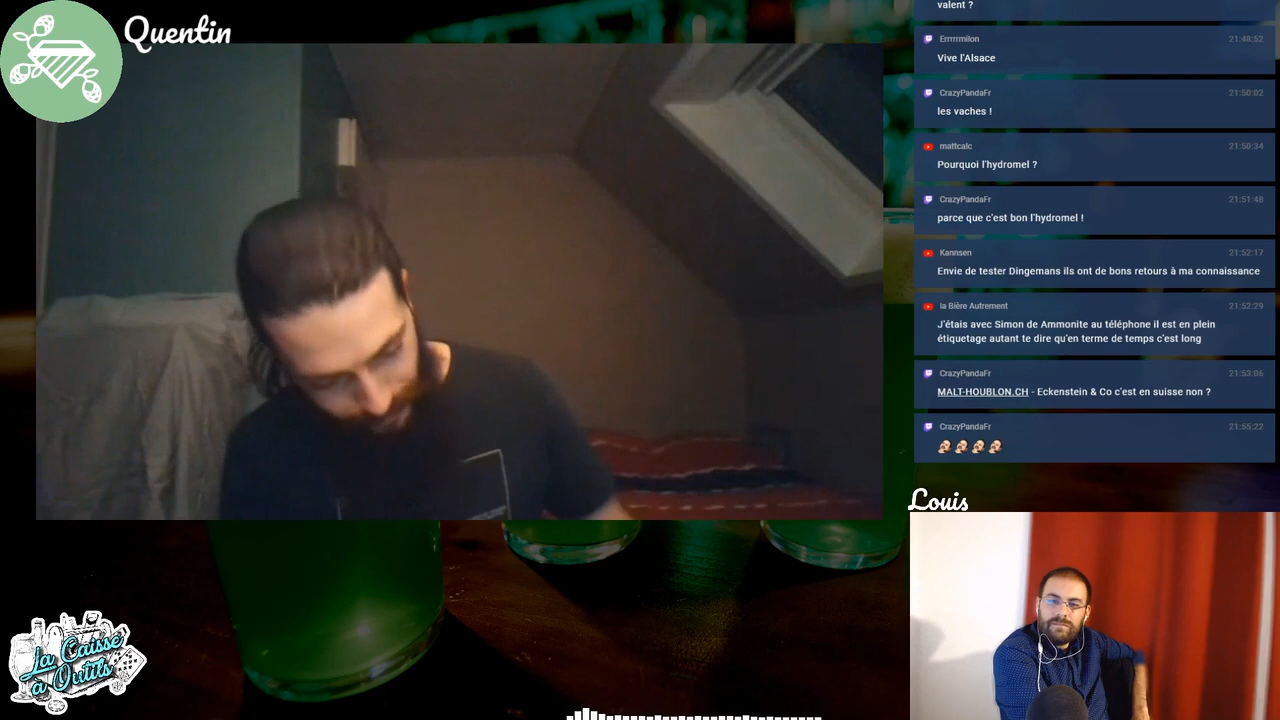 Quentin
valent ?
Errrrrmilon 21:48:52
Vive l'Alsace
CrazyPandaFr 21:50:02
les vaches !
mattcalc 21:50:34
Pourquoi l'hydromel ?
CrazyPandaFr 21:51:48
parce que c'est bon l'hydromel !
Kannsen 21:52:17
Envie de tester Dingemans ils ont de bons retours à ma connaissance
la Bière Autrement 21:52:29
J'étais avec Simon de Ammonite au téléphone il est en plein
étiquetage autant te dire qu'en terme de temps c'est long
CrazyPandaFr 21:53:06
MALT-HOUBLON.CH - Eckenstein & Co c'est en suisse non ?
CrazyPandaFr 21:55:22
Louis
La Caisse
à Outils